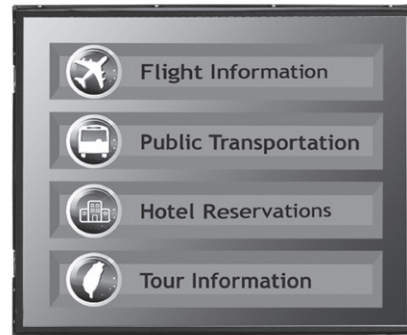 Flight Information
Public Transportation
Hotel Reservations
Tour Information